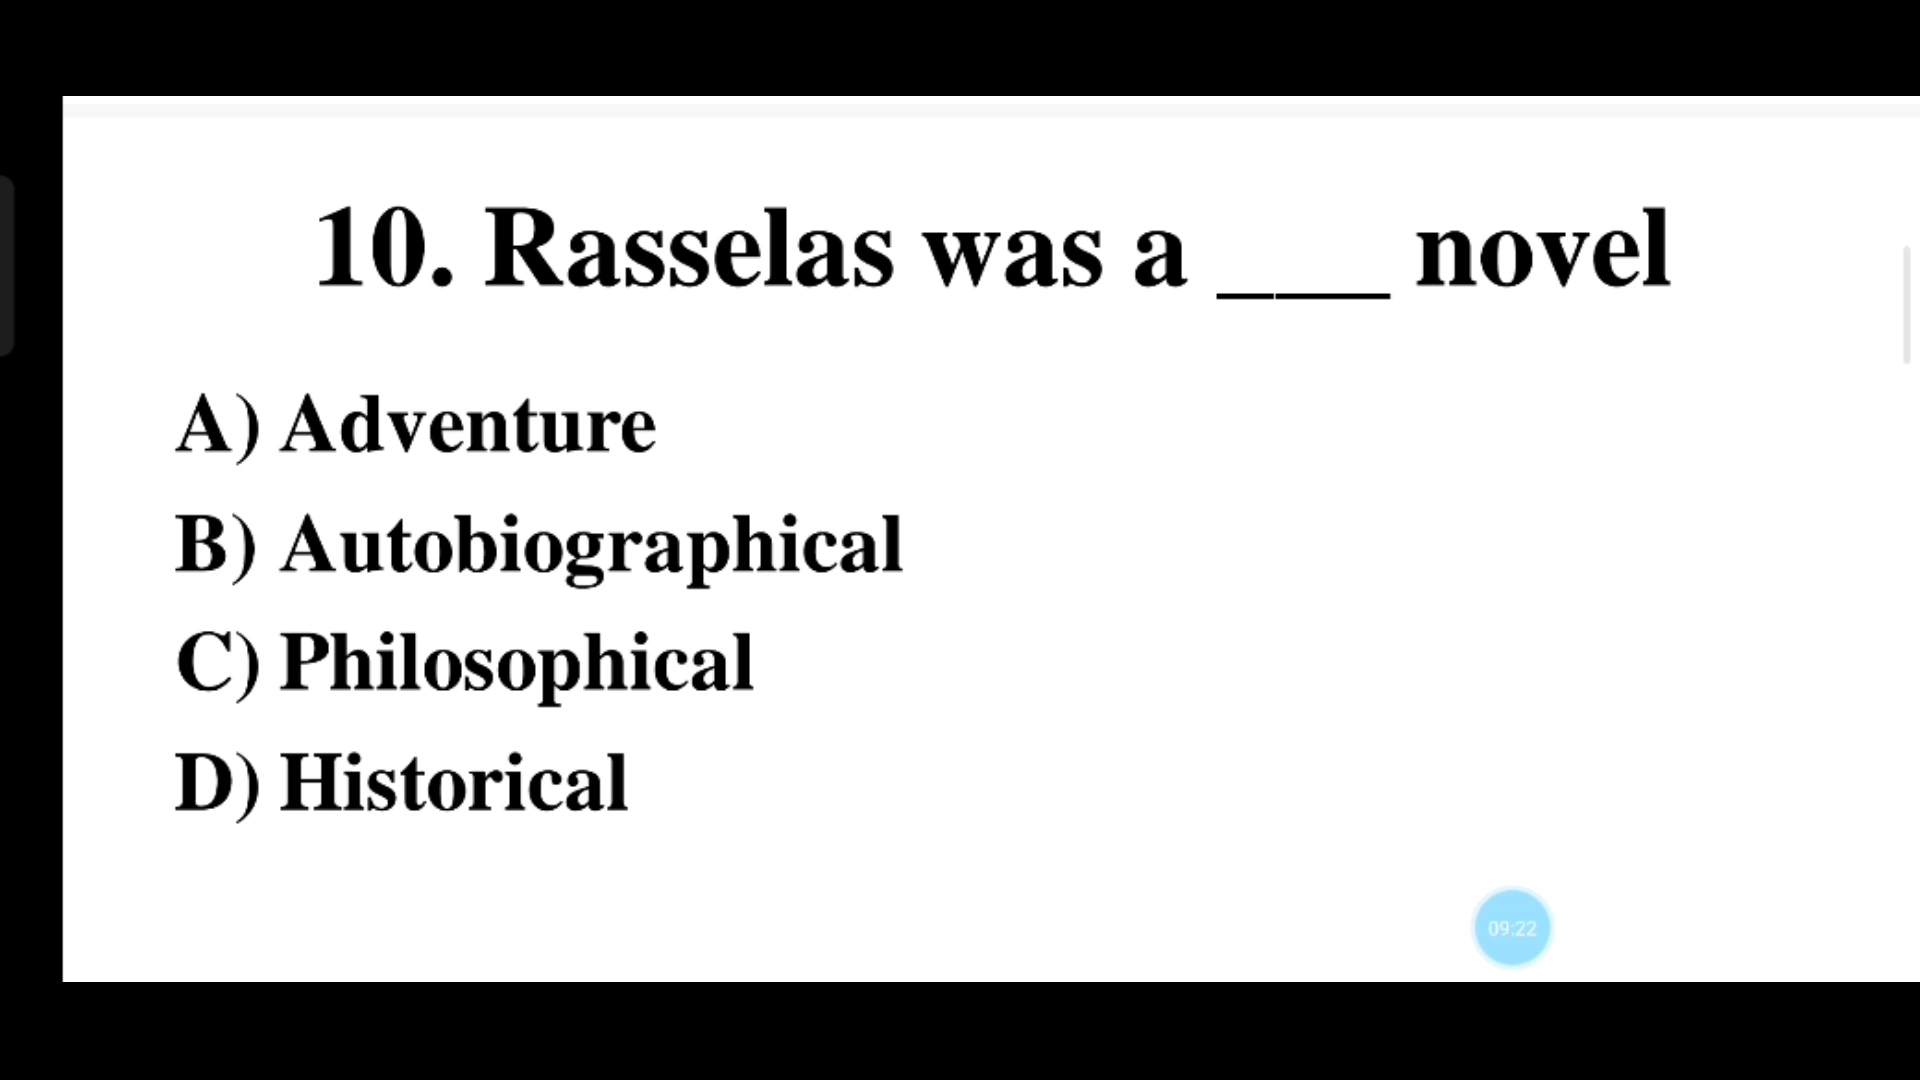 10. Rasselas was a ___ novel
A) Adventure
B) Autobiographical
C) Philosophical
D) Historical
09:22